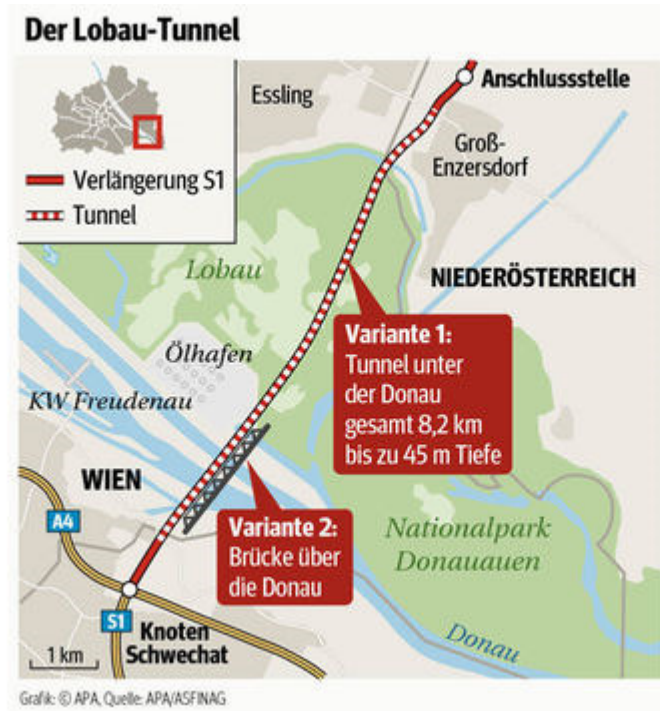 Der Lobau-Tunnel
Verlängerung S1
Tunnel
Essling
Anschlussstelle
Groß-
Enzersdorf
Lobau
NIEDERÖSTERREICH
Ölhafen
Variante 1:
Tunnel unter
der Donau
gesamt 8,2 km
bis zu 45 m Tiefe
KW Freudenau
WIEN
A4
Variante 2:
Brücke über
die Donau
Nationalpark
Donauauen
S1
Knoten
Schwechat
Donau
1 km
Grafik: © APA, Quelle: APA/ASFINAG